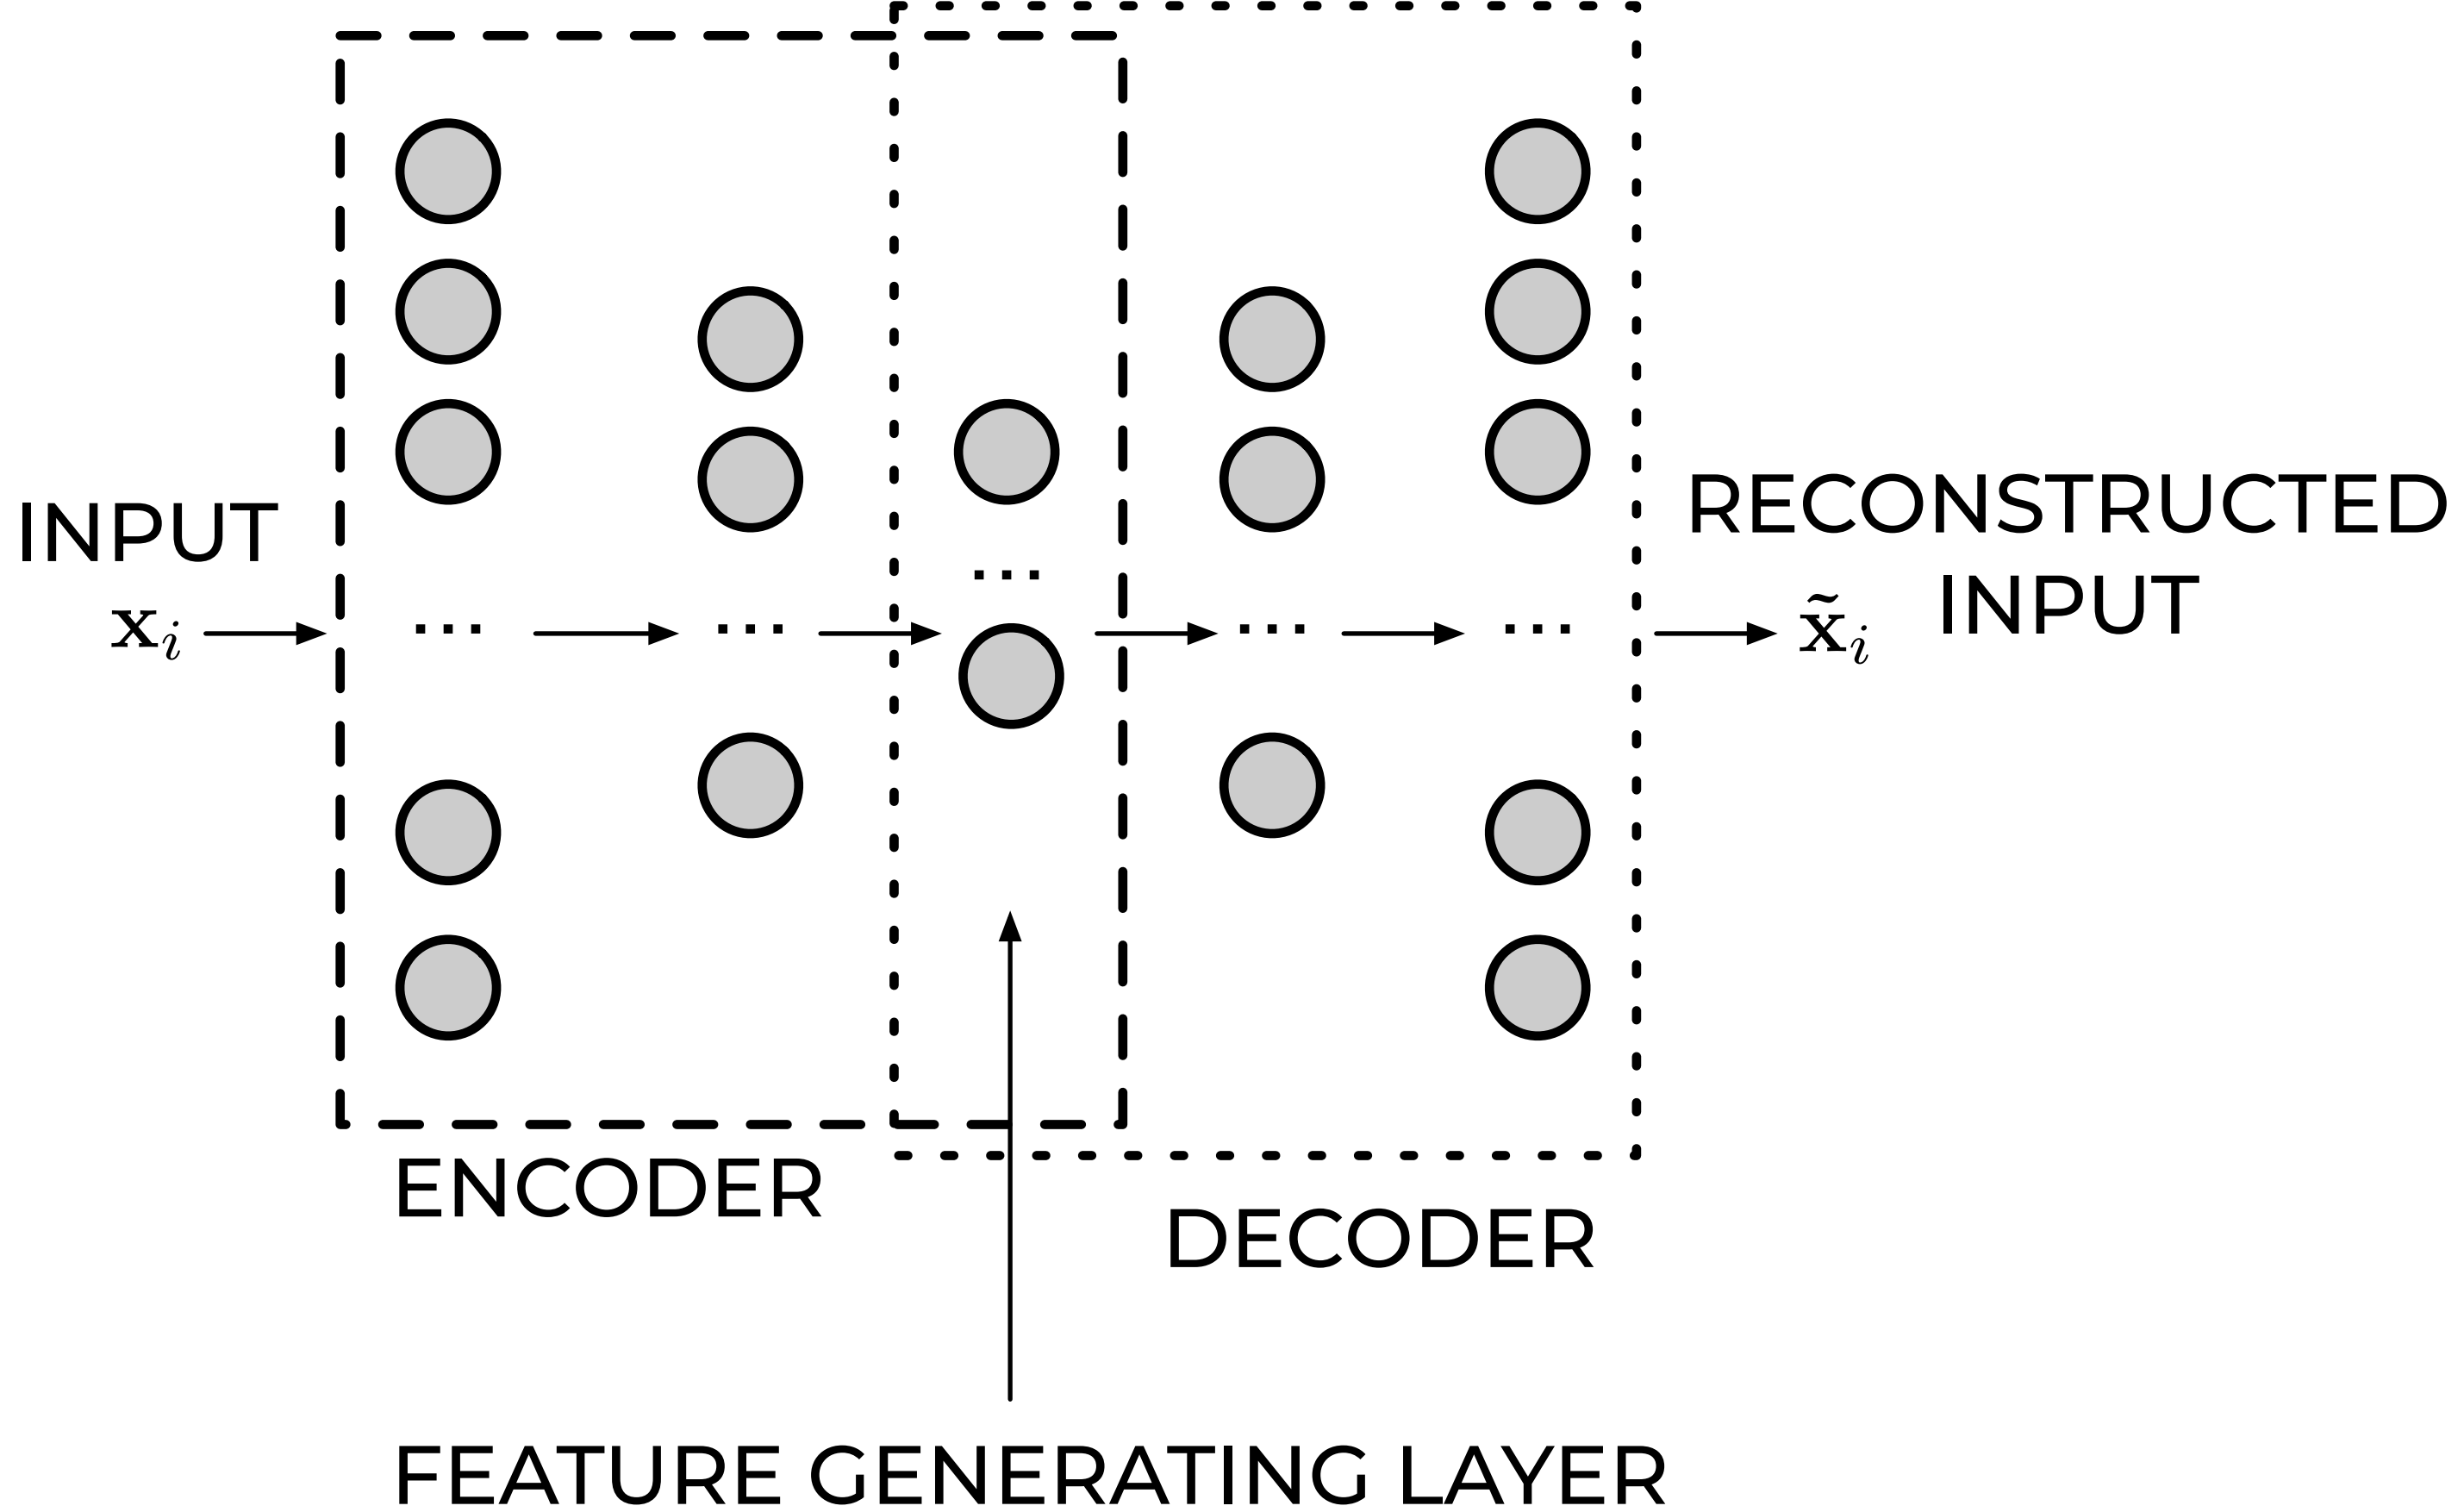 INPUT
xᵢ
...
...
...
...
...
RECONSTRUCTED
INPUT
x̃ᵢ
ENCODER
DECODER
FEATURE GENERATING LAYER